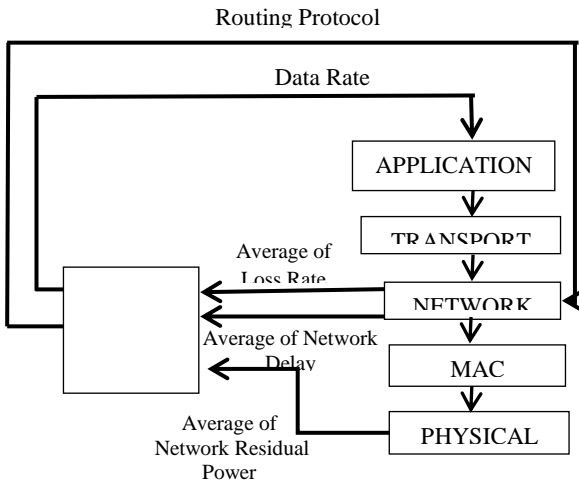 Routing Protocol
Data Rate
APPLICATION
TRANSPORT
Average of
Loss Rate
NETWORK
Average of Network
Delay
MAC
Average of
Network Residual
Power
PHYSICAL